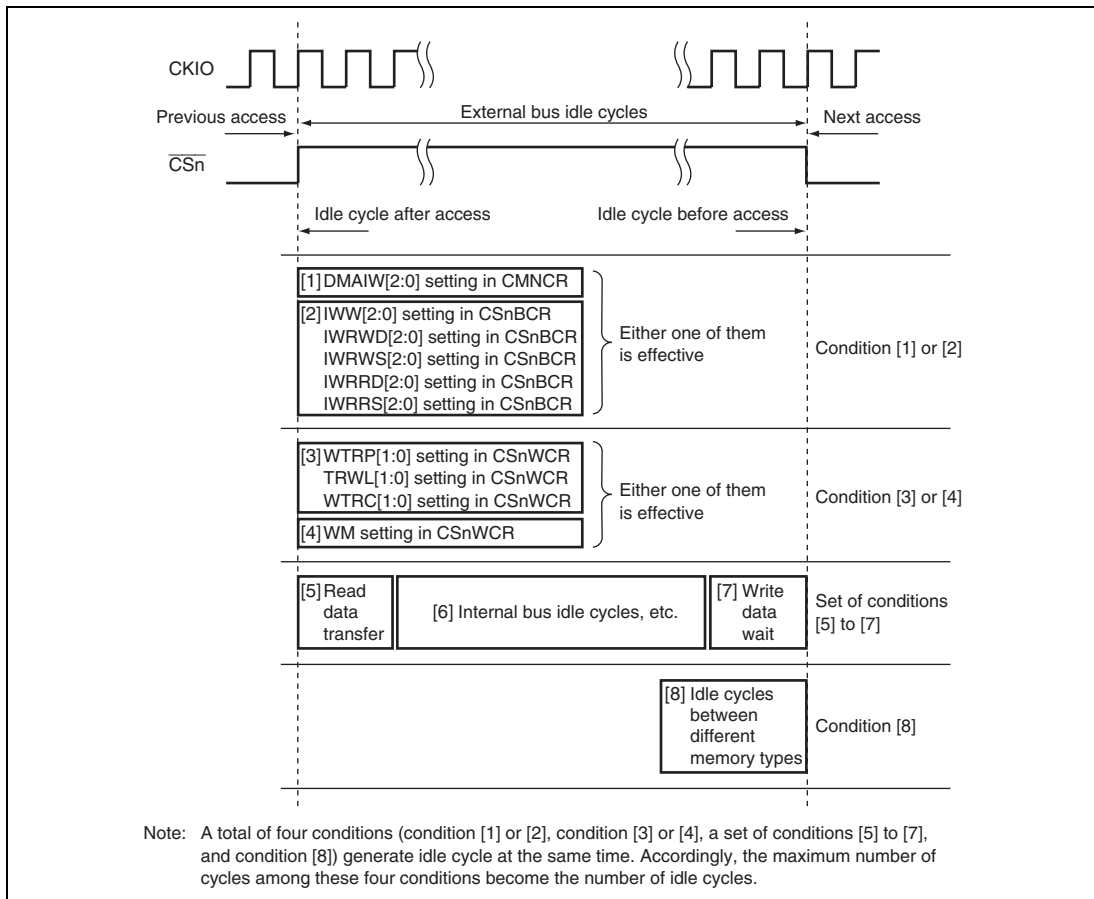 CKIO
Previous access
External bus idle cycles
Next access
CSn
Idle cycle after access
Idle cycle before access
[1] DMAIW[2:0] setting in CMNCR
[2] IWW[2:0] setting in CSnBCR
IWRWD[2:0] setting in CSnBCR
IWRWS[2:0] setting in CSnBCR
IWRRD[2:0] setting in CSnBCR
IWRRS[2:0] setting in CSnBCR
Either one of them
is effective
Condition [1] or [2]
[3] WTRP[1:0] setting in CSnWCR
TRWL[1:0] setting in CSnWCR
WTRC[1:0] setting in CSnWCR
[4] WM setting in CSnWCR
Either one of them
is effective
Condition [3] or [4]
[5] Read
data
transfer
[6] Internal bus idle cycles, etc.
[7] Write
data
wait
Set of conditions
[5] to [7]
[8] Idle cycles
between
different
memory types
Condition [8]
Note: A total of four conditions (condition [1] or [2], condition [3] or [4], a set of conditions [5] to [7],
and condition [8]) generate idle cycle at the same time. Accordingly, the maximum number of
cycles among these four conditions become the number of idle cycles.